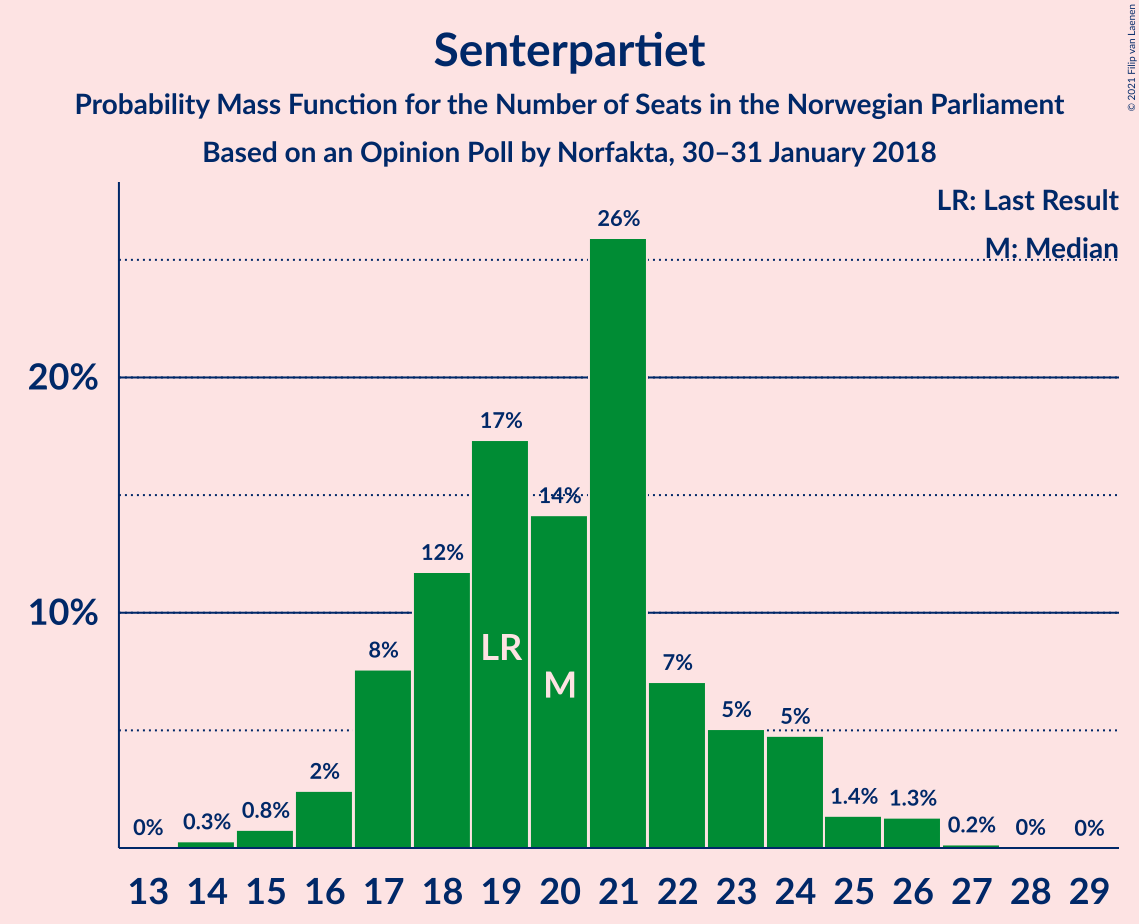 Senterpartiet
Probability Mass Function for the Number of Seats in the Norwegian Parliament
Based on an Opinion Poll by Norfakta, 30–31 January 2018
© 2021 Filip van Laenen
LR: Last Result
M: Median
26%
20%
17%
14%
12%
10%
8%
LR
M
7%
5%
5%
2%
0%
0.3%
0.8%
1.4%
1.3%
0.2%
0%
0%
13 14 15 16 17 18 19 20 21 22 23 24 25 26 27 28 29